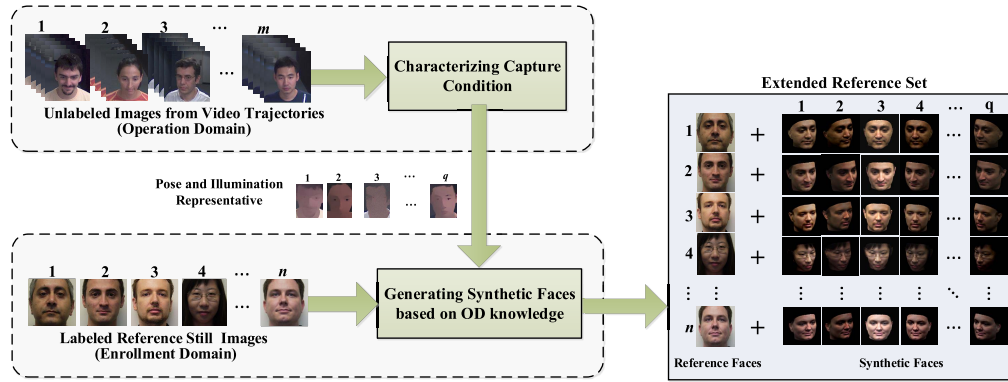 1 2 3 ... m
Unlabeled Images from Video Trajectories
(Operation Domain)
Characterizing Capture
Condition
Pose and Illumination
Representative
1 2 3 ... q
...
1 2 3 4 ... n
...
Labeled Reference Still Images
(Enrollment Domain)
Generating Synthetic Faces
based on OD knowledge
Extended Reference Set
1 2 3 4 ... q
1 + ...
2 + ...
3 + ...
4 + ...
⋮ ⋮ ⋮ ⋮ ⋮ ⋮ ⋱ ⋮
n + ...
Reference Faces Synthetic Faces